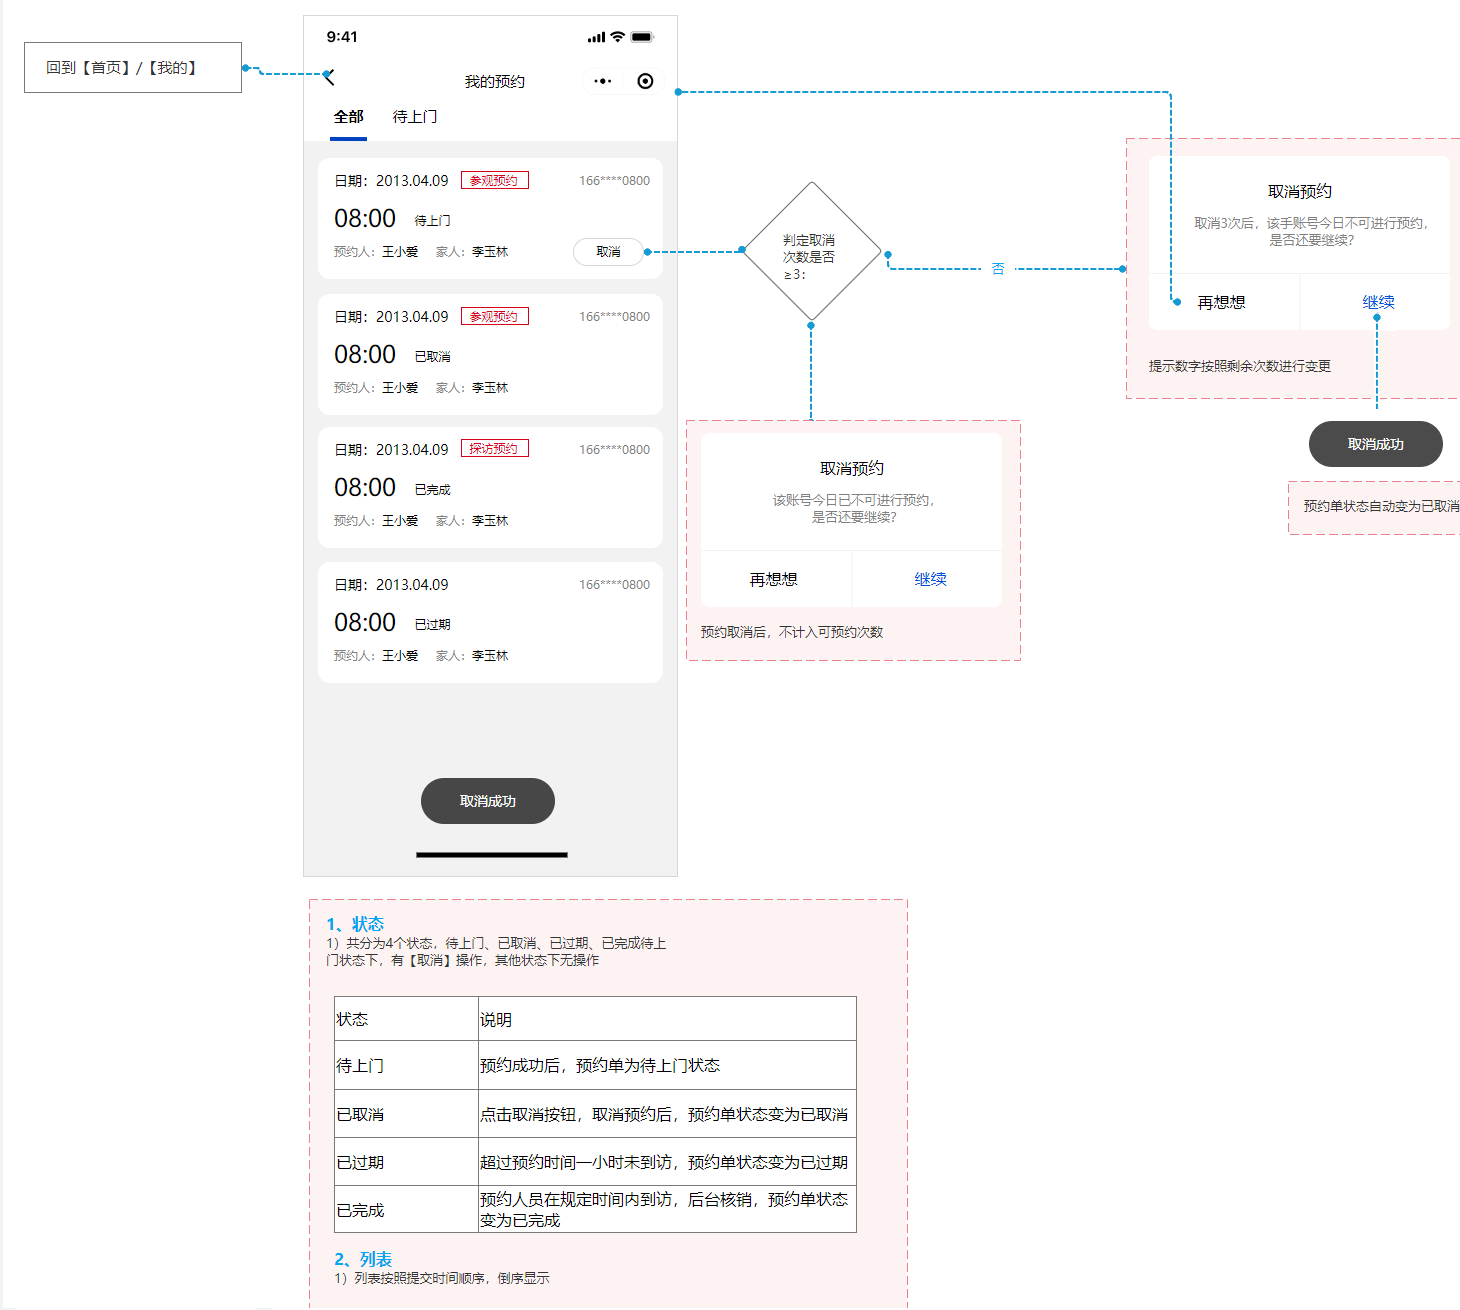 回到【首页】/【我的】
9:41
我的预约
全部
待上门
日期：2013.04.09
参观预约
166****0800
08:00
待上门
预约人：王小爱
家人：李玉林
取消
日期：2013.04.09
参观预约
166****0800
08:00
已取消
预约人：王小爱
家人：李玉林
日期：2013.04.09
探访预约
166****0800
08:00
已完成
预约人：王小爱
家人：李玉林
日期：2013.04.09
166****0800
08:00
已过期
预约人：王小爱
家人：李玉林
取消成功
判定取消
次数是否
≥3：
否
取消预约
取消3次后，该手账号今日不可进行预约，
是否还要继续？
再想想
继续
提示数字按照剩余次数进行变更
取消成功
预约单状态自动变为已取消
取消预约
该账号今日已不可进行预约，
是否还要继续？
再想想
继续
预约取消后，不计入可预约次数
1、状态
1）共分为4个状态，待上门、已取消、已过期、已完成待上
门状态下，有【取消】操作，其他状态下无操作
状态
说明
待上门
预约成功后，预约单为待上门状态
已取消
点击取消按钮，取消预约后，预约单状态变为已取消
已过期
超过预约时间一小时未到访，预约单状态变为已过期
已完成
预约人员在规定时间内到访，后台核销，预约单状态
变为已完成
2、列表
1）列表按照提交时间顺序，倒序显示